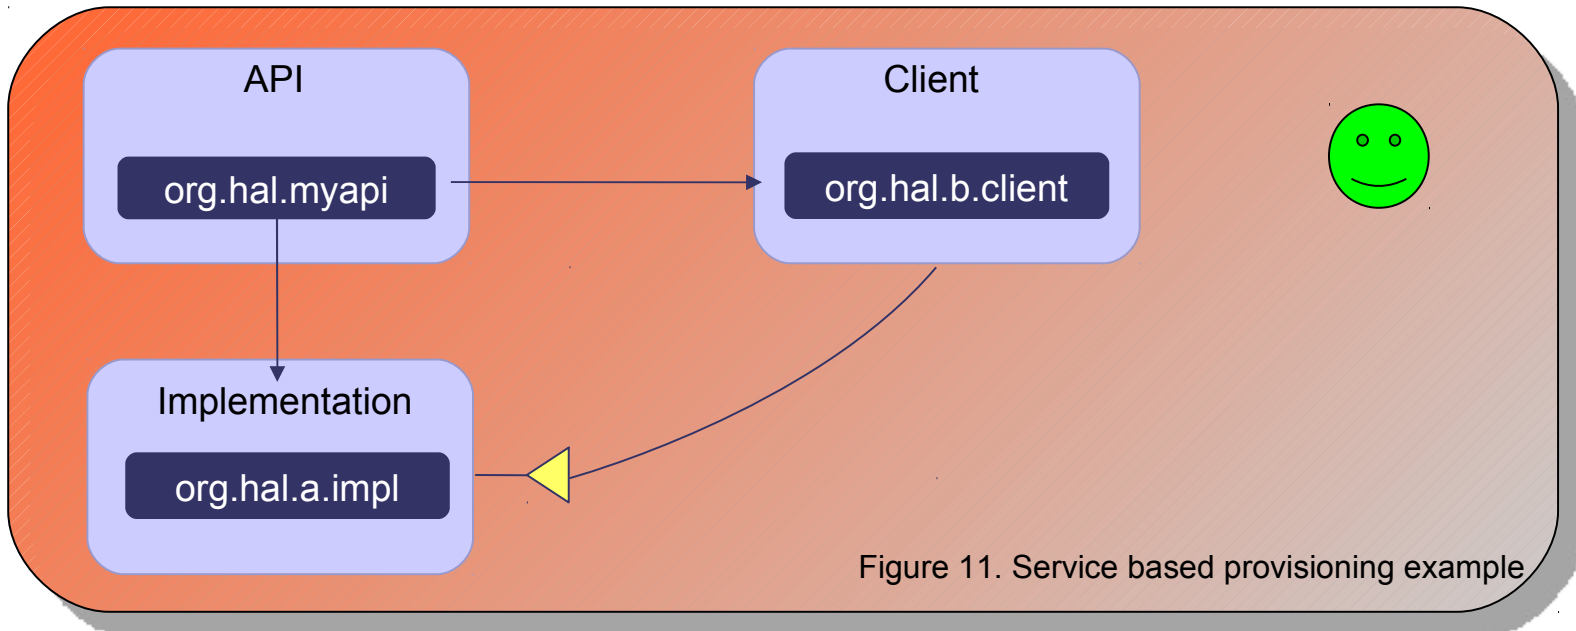 API
Client
org.hal.myapi
org.hal.b.client
Implementation
org.hal.a.impl
Figure 11. Service based provisioning example